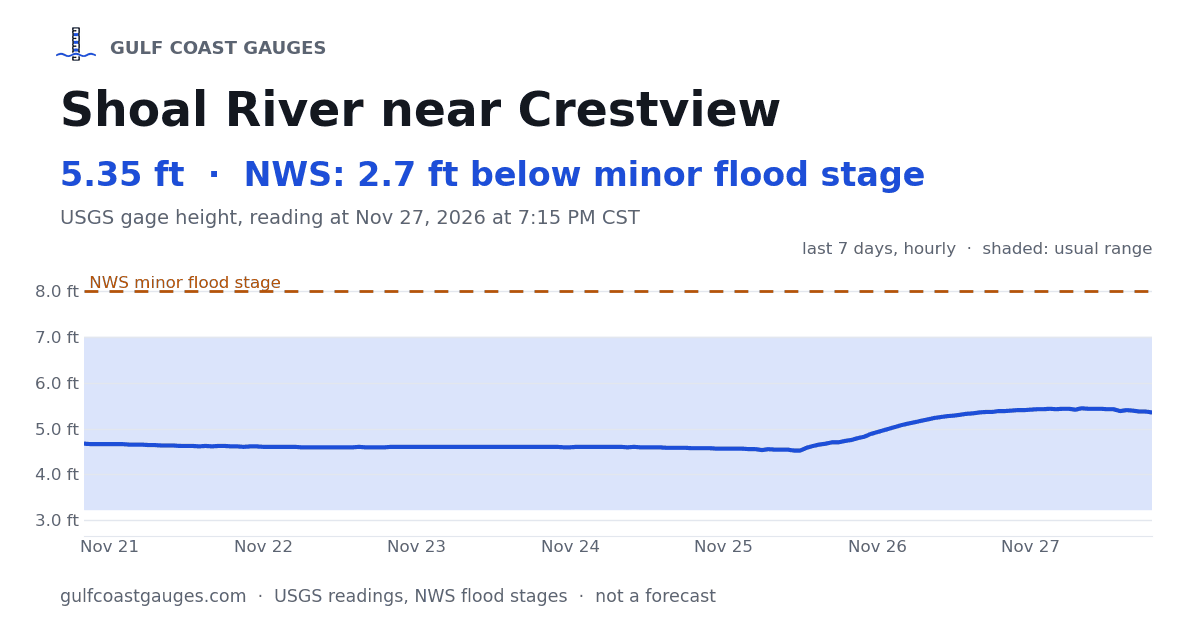 GULF COAST GAUGES
Shoal River near Crestview
5.35 ft · NWS: 2.7 ft below minor flood stage
USGS gage height, reading at Nov 27, 2026 at 7:15 PM CST
last 7 days, hourly · shaded: usual range
NWS minor flood stage
8.0 ft
7.0 ft
6.0 ft
5.0 ft
4.0 ft
3.0 ft
Nov 21 Nov 22 Nov 23 Nov 24 Nov 25 Nov 26 Nov 27
gulfcoastgauges.com · USGS readings, NWS flood stages · not a forecast